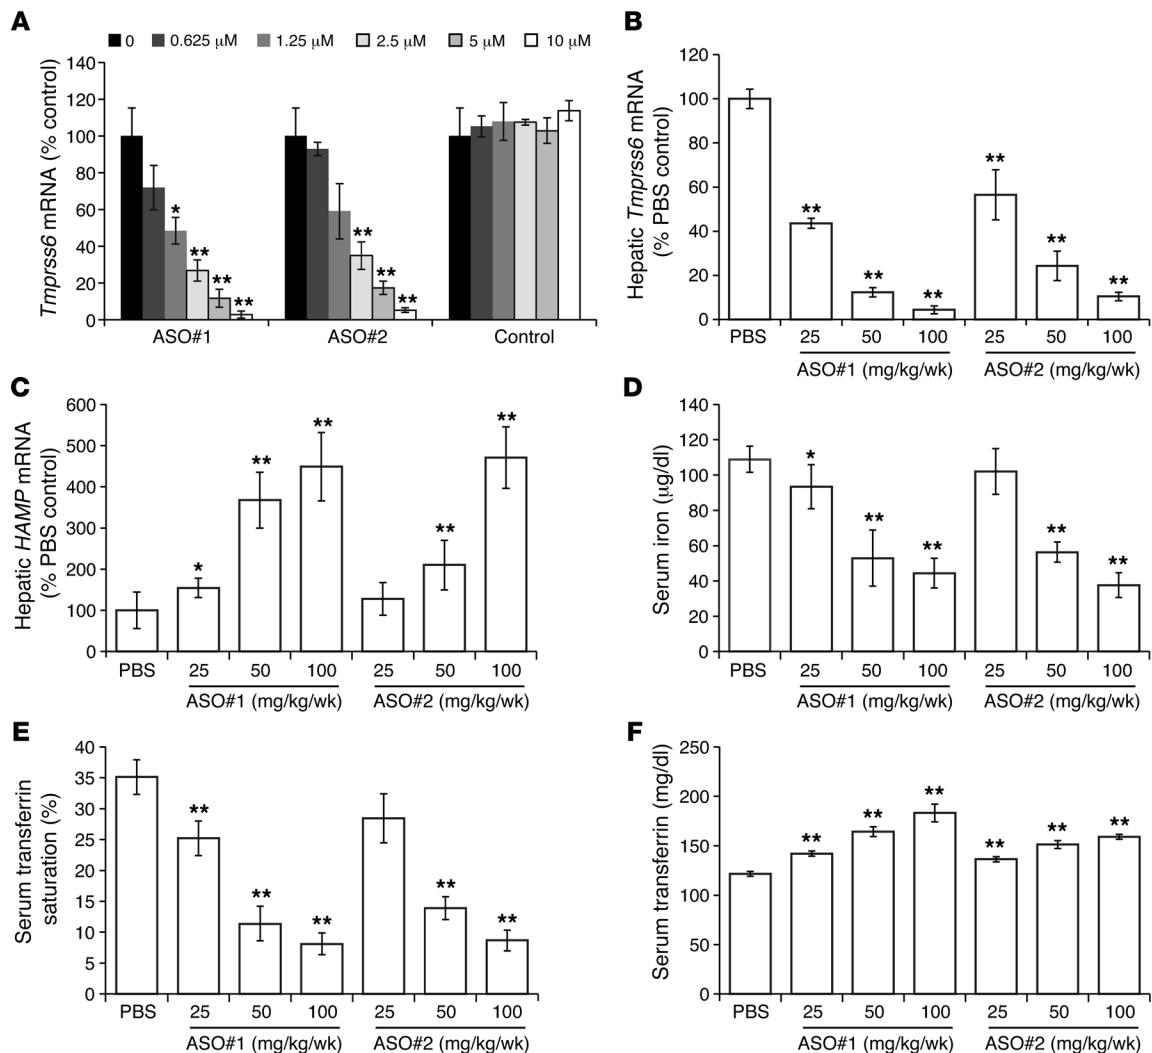 A
0 0.625 μM 1.25 μM 2.5 μM 5 μM 10 μM
Tmprss6 mRNA (% control)
140
120
100
80
60
40
20
0
*
**
**
**
**
**
**
ASO#1 ASO#2 Control
B
Hepatic Tmprss6 mRNA
(% PBS control)
120
100
80
60
40
20
0
**
**
**
**
**
**
PBS 25 50 100 25 50 100
ASO#1 (mg/kg/wk) ASO#2 (mg/kg/wk)
C
Hepatic HAMP mRNA
(% PBS control)
600
500
400
300
200
100
0
*
**
**
**
**
PBS 25 50 100 25 50 100
ASO#1 (mg/kg/wk) ASO#2 (mg/kg/wk)
D
Serum iron (μg/dl)
140
120
100
80
60
40
20
0
*
**
**
**
**
PBS 25 50 100 25 50 100
ASO#1 (mg/kg/wk) ASO#2 (mg/kg/wk)
E
Serum transferrin
saturation (%)
40
35
30
25
20
15
10
5
0
**
**
**
**
**
PBS 25 50 100 25 50 100
ASO#1 (mg/kg/wk) ASO#2 (mg/kg/wk)
F
Serum transferrin (mg/dl)
250
200
150
100
50
0
**
**
**
**
**
**
PBS 25 50 100 25 50 100
ASO#1 (mg/kg/wk) ASO#2 (mg/kg/wk)